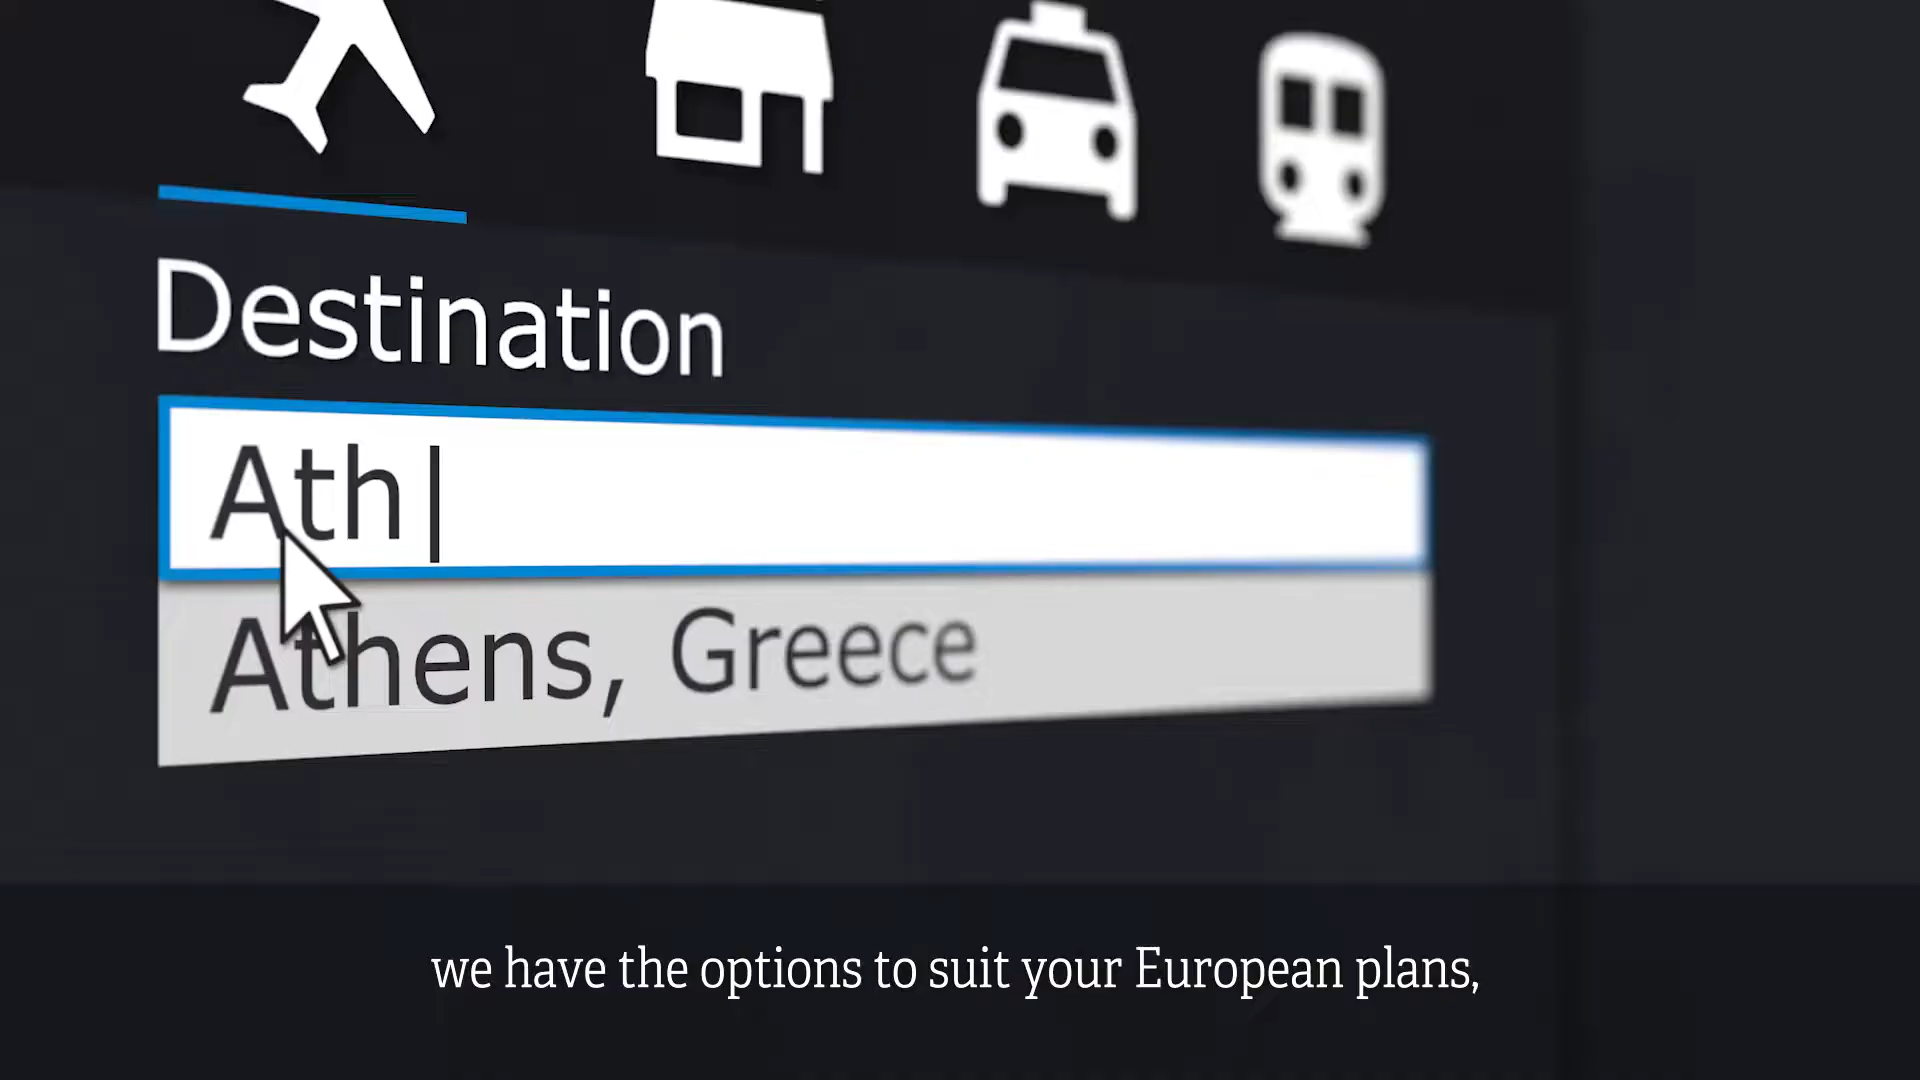 Destination
Ath
Athens, Greece
we have the options to suit your European plans,